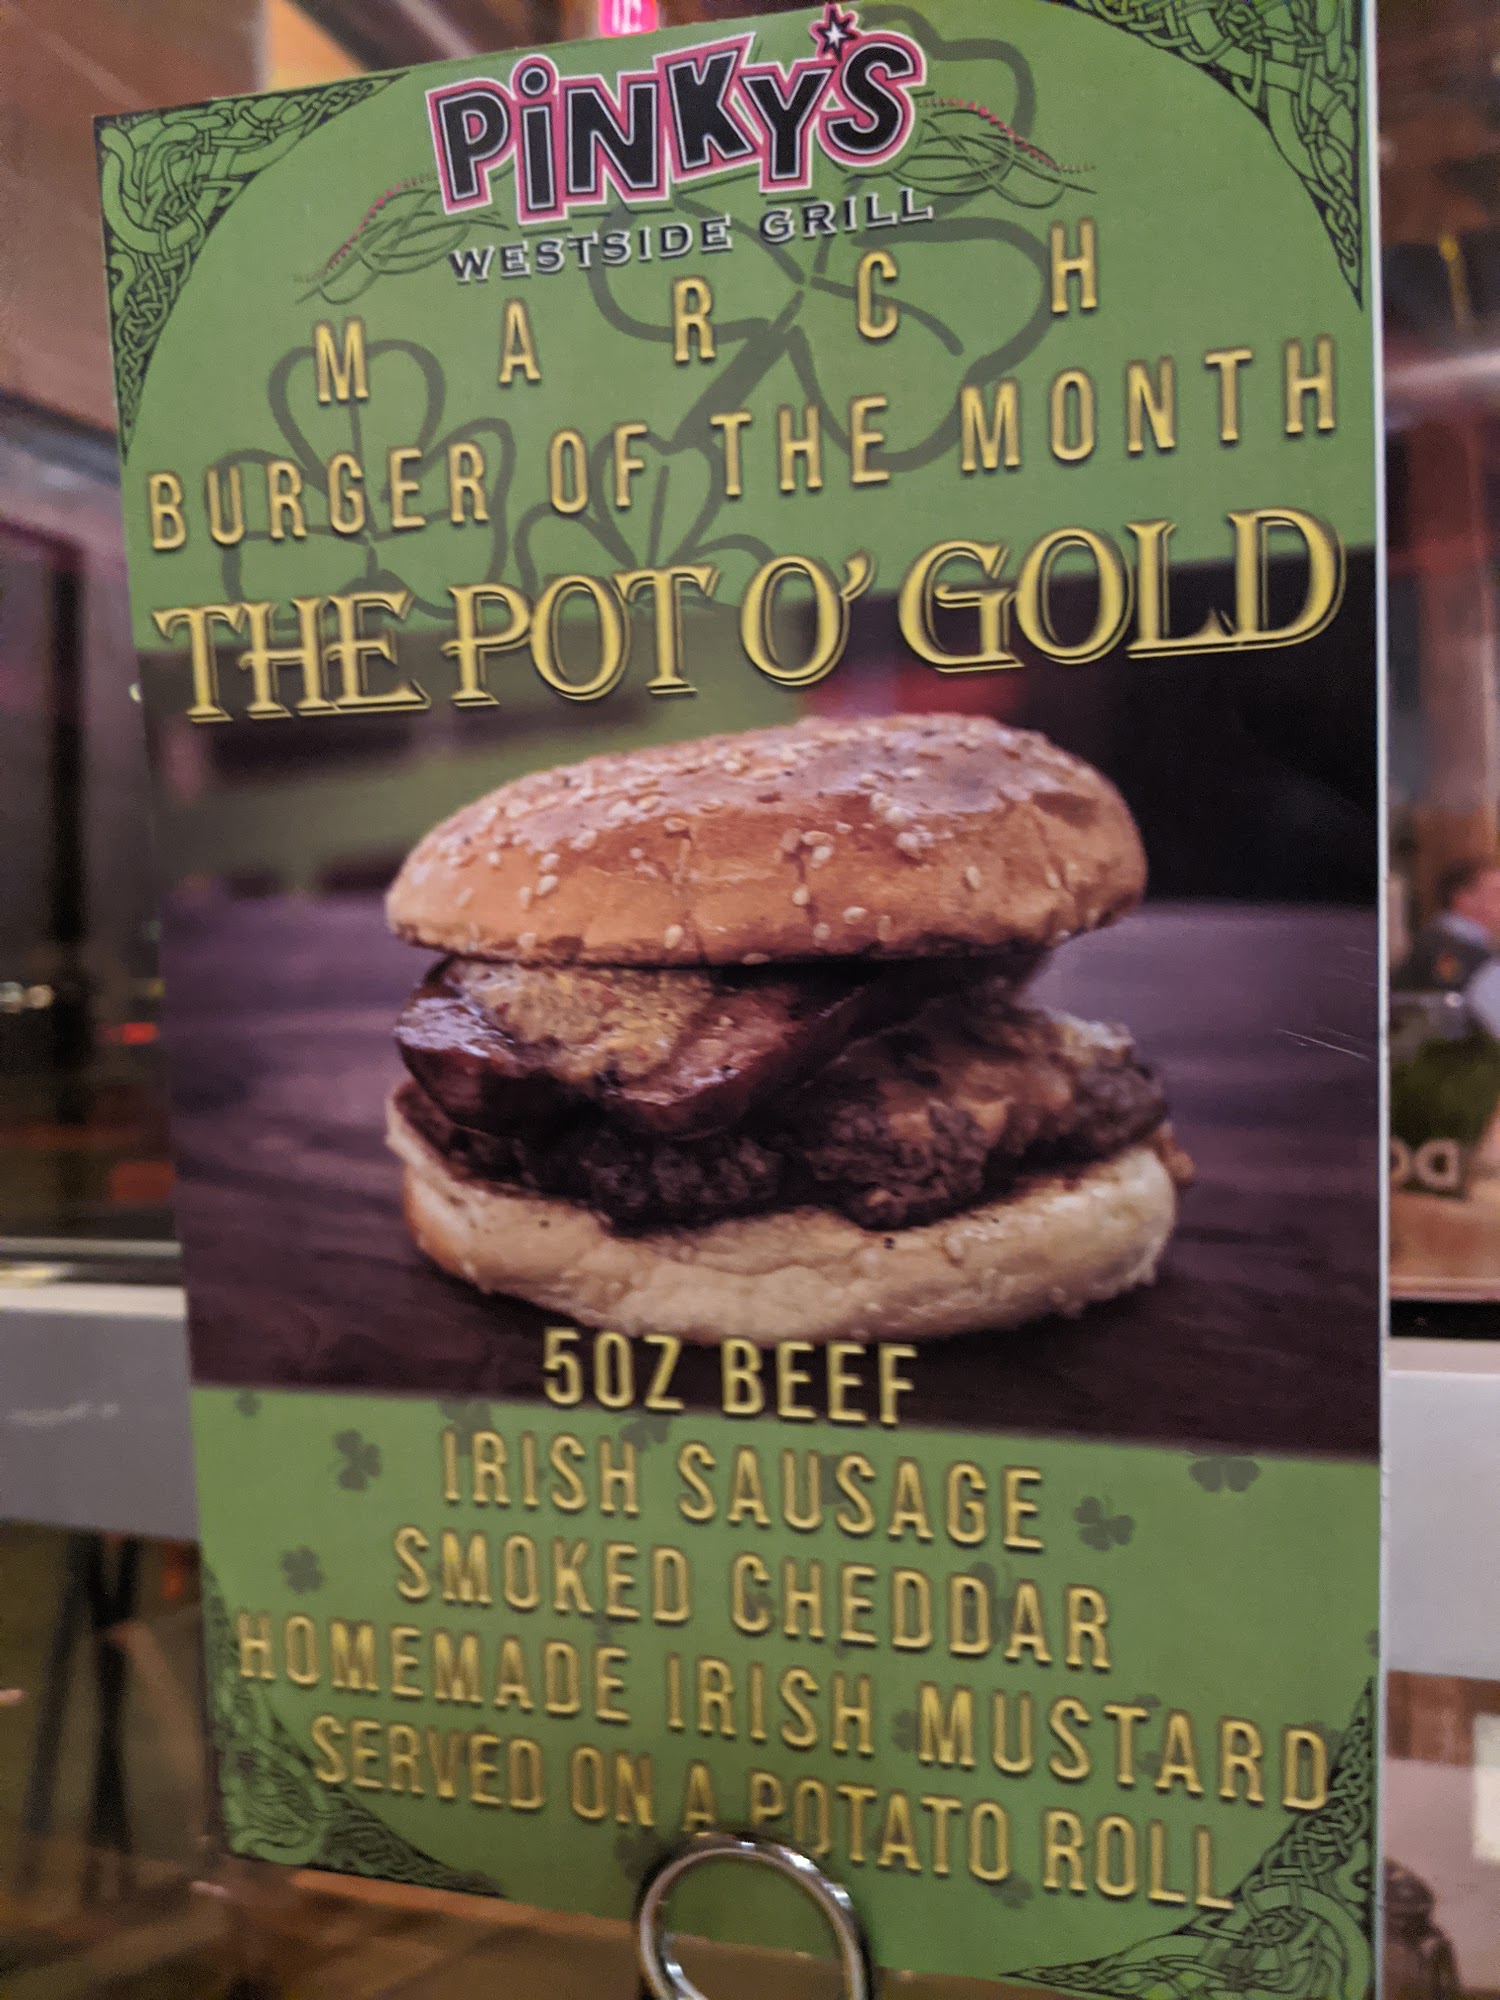 PINKY'S
WESTSIDE GRILL
MARCH
BURGER OF THE MONTH
THE POT O' GOLD
5OZ BEEF
IRISH SAUSAGE
SMOKED CHEDDAR
HOMEMADE IRISH MUSTARD
SERVED ON A POTATO ROLL